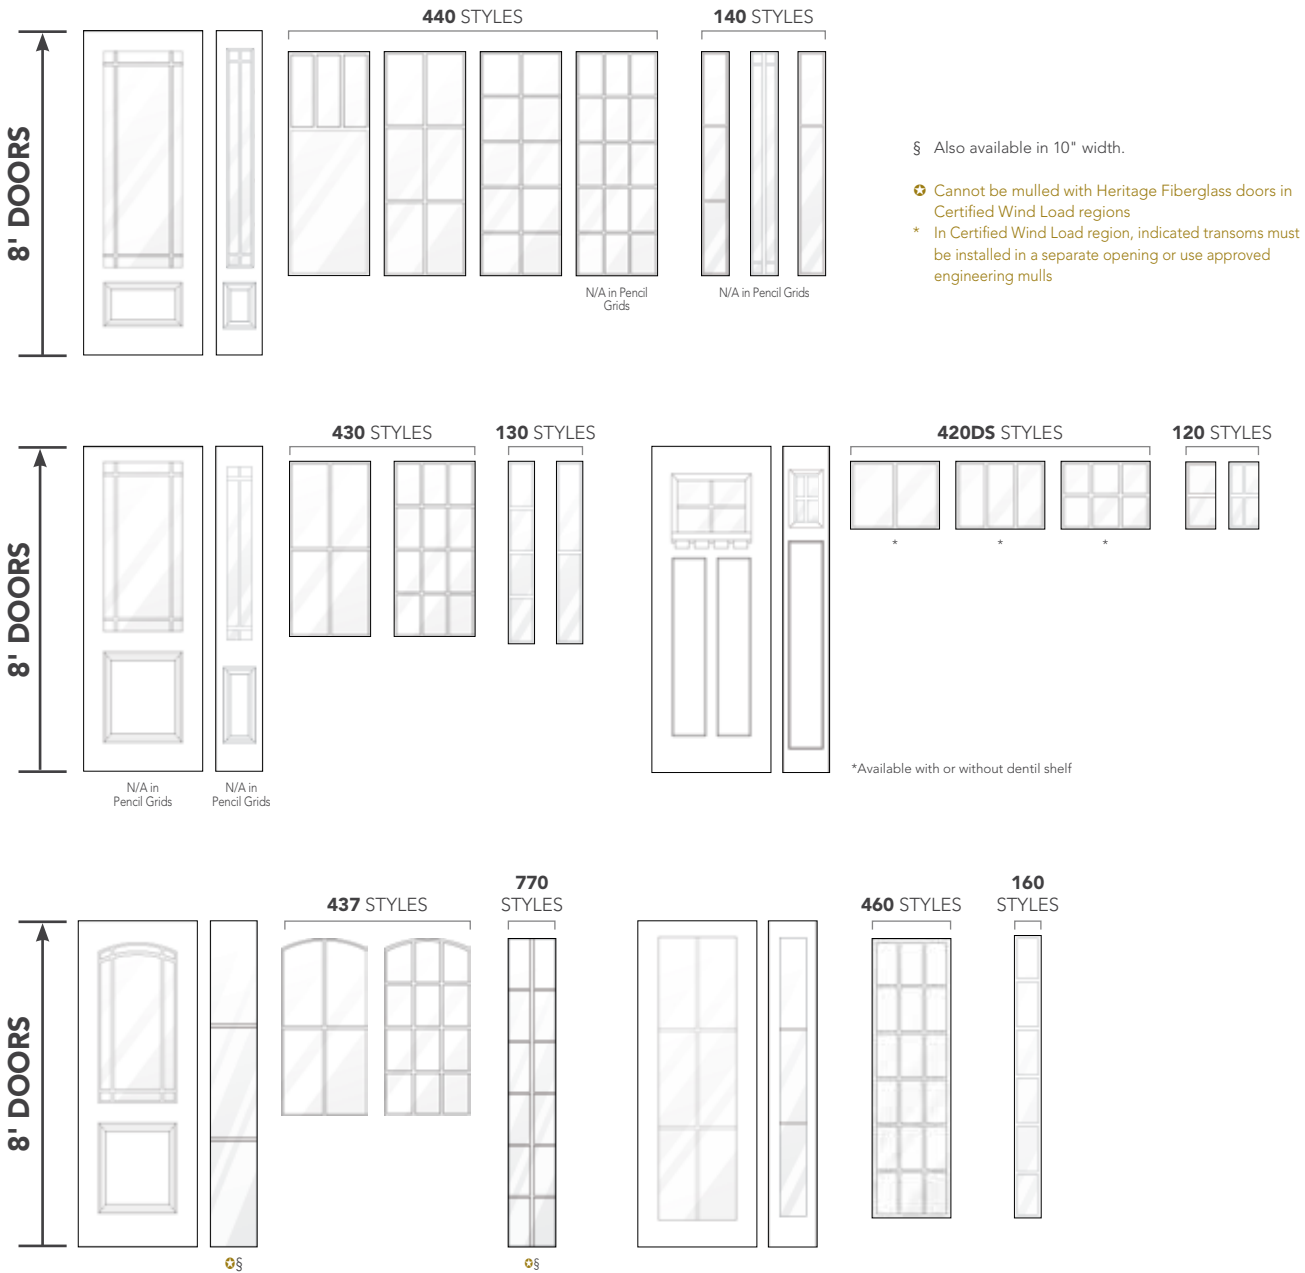 440 STYLES
140 STYLES
8' DOORS
N/A in Pencil
Grids
N/A in Pencil Grids
§ Also available in 10" width.
✪ Cannot be mulled with Heritage Fiberglass doors in
Certified Wind Load regions
* In Certified Wind Load region, indicated transoms must
be installed in a separate opening or use approved
engineering mulls
430 STYLES
130 STYLES
420DS STYLES
120 STYLES
8' DOORS
* * *
N/A in
Pencil Grids
N/A in
Pencil Grids
*Available with or without dentil shelf
437 STYLES
770
STYLES
460 STYLES
160
STYLES
8' DOORS
✪§
✪§